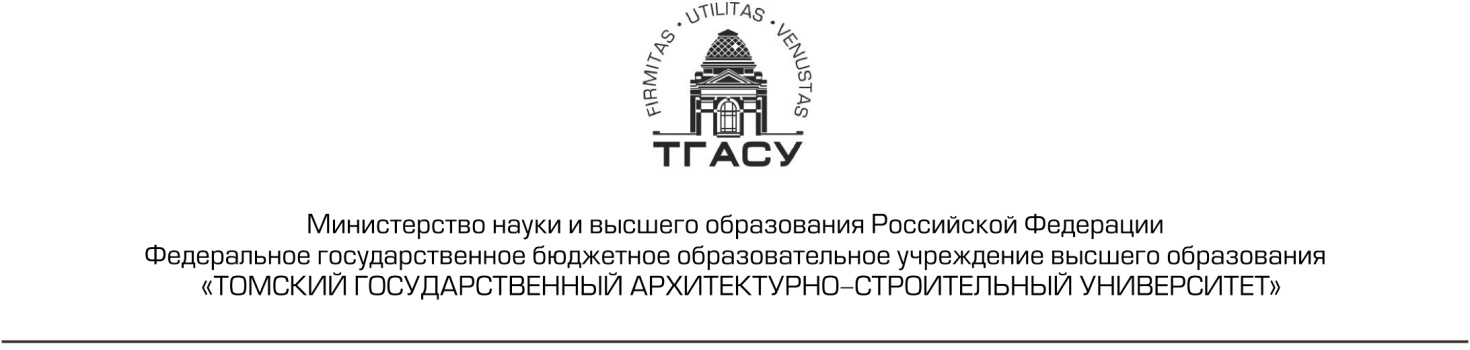 FIRMITAS · UTILITAS · VENUSTAS
ТГАСУ
Министерство науки и высшего образования Российской Федерации
Федеральное государственное бюджетное образовательное учреждение высшего образования
«ТОМСКИЙ ГОСУДАРСТВЕННЫЙ АРХИТЕКТУРНО–СТРОИТЕЛЬНЫЙ УНИВЕРСИТЕТ»